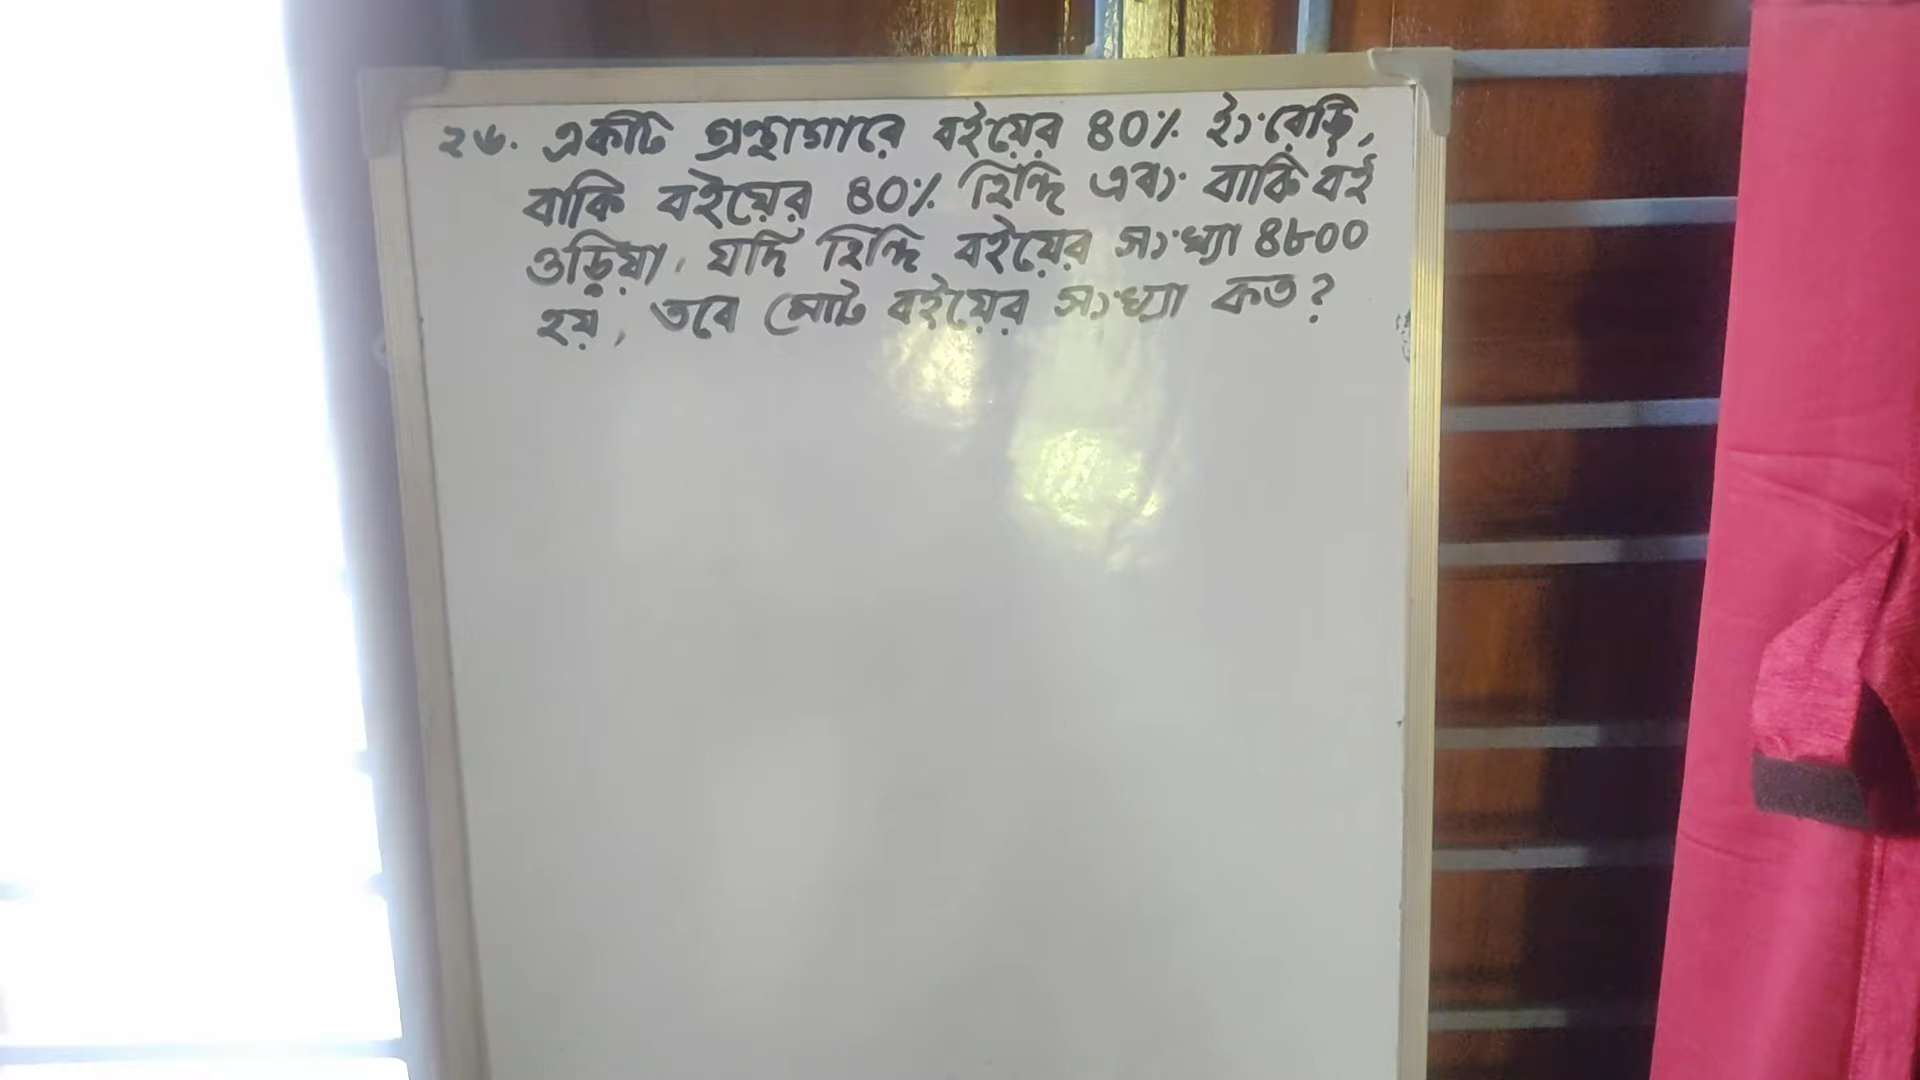 ২৬. একটি গ্রন্থাগারে বইয়ের ৪০% ইংরেজি,
বাকি বইয়ের ৪০% হিন্দি এবং বাকি বই
ওড়িয়া। যদি হিন্দি বইয়ের সংখ্যা ৪৮০০
হয়, তবে মোট বইয়ের সংখ্যা কত?